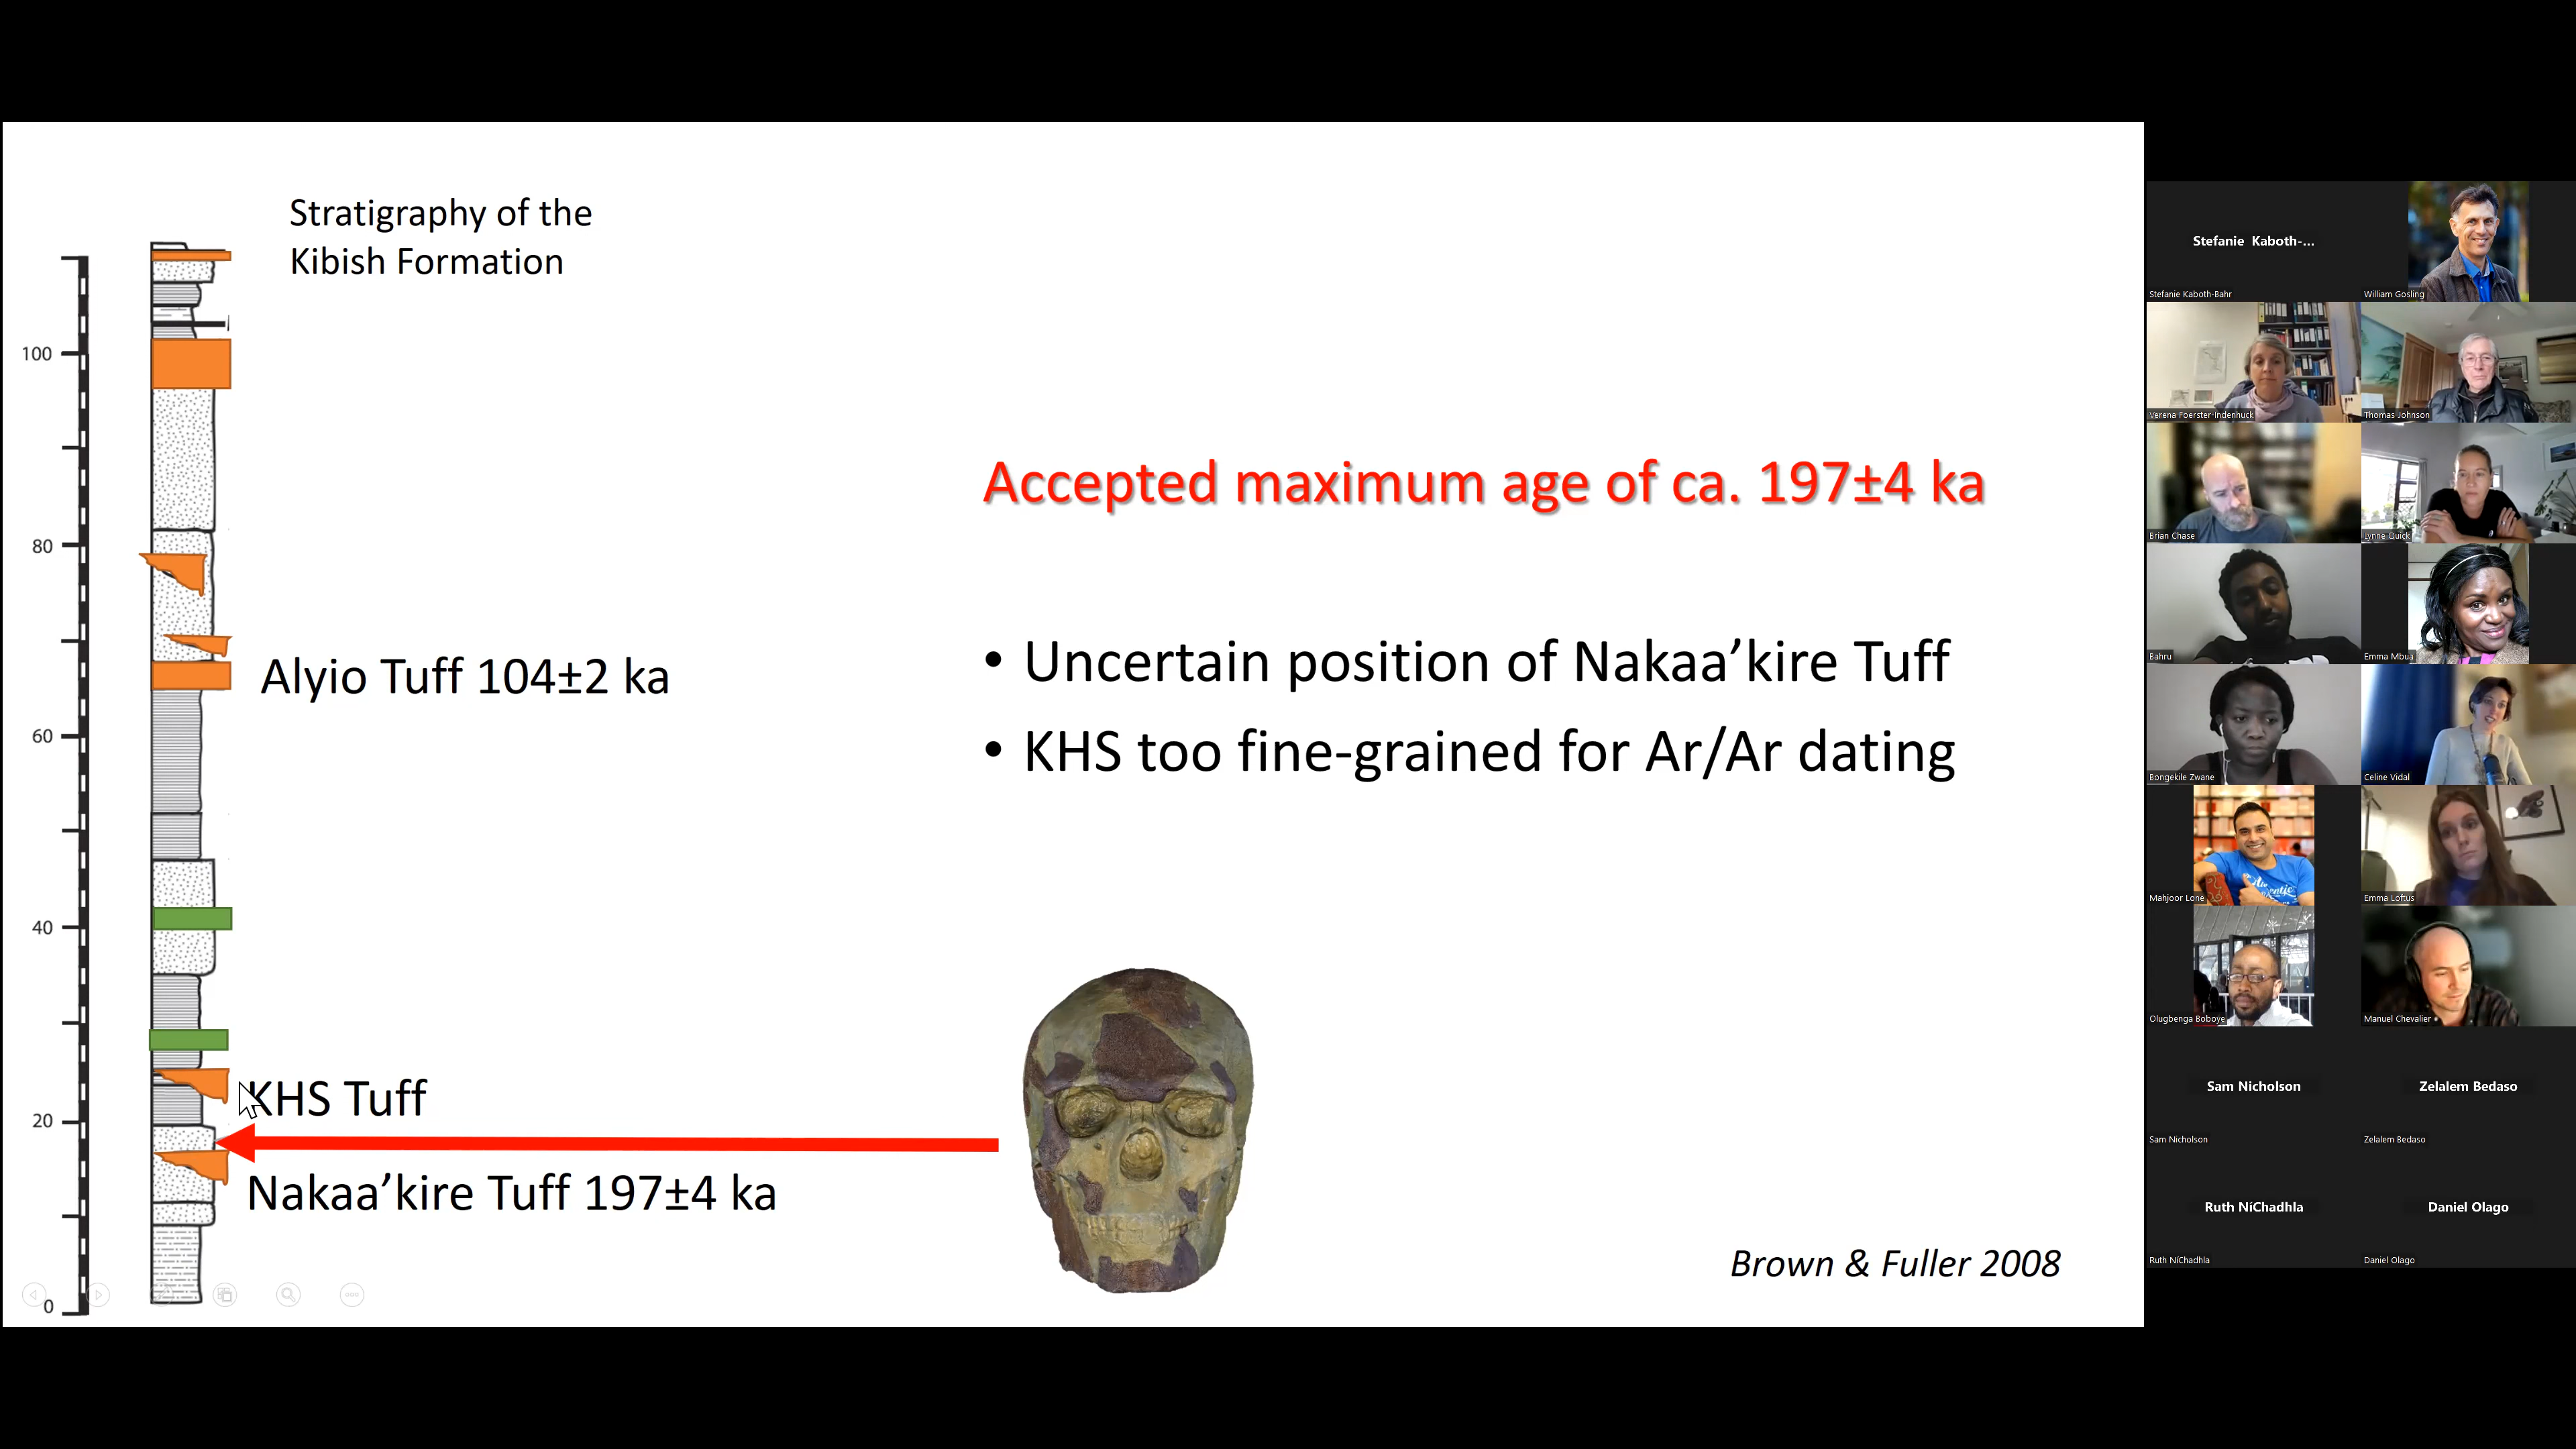 Stratigraphy of the
Kibish Formation
100
80
60
40
20
0
Alyio Tuff 104±2 ka
KHS Tuff
Nakaa’kire Tuff 197±4 ka
Accepted maximum age of ca. 197±4 ka
• Uncertain position of Nakaa’kire Tuff
• KHS too fine-grained for Ar/Ar dating
Brown & Fuller 2008
Stefanie Kaboth-...
Stefanie Kaboth-Bahr
William Gosling
Verena Foerster-Indenhuck
Thomas Johnson
Brian Chase
Lynne Quick
Bahru
Emma Mbua
Bongekile Zwane
Celine Vidal
Mahjoor Lone
Emma Loftus
Olugbenga Boboye
Manuel Chevalier
Sam Nicholson
Zelalem Bedaso
Sam Nicholson
Zelalem Bedaso
Ruth NíChadhla
Daniel Olago
Ruth NíChadhla
Daniel Olago